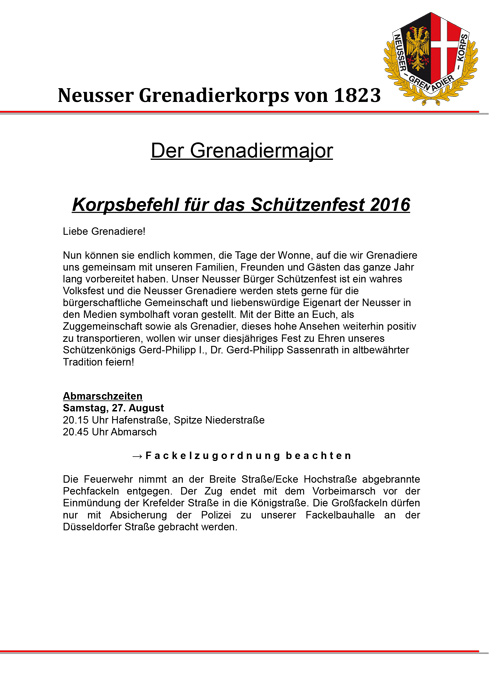 NEUSSER - GRENADIER - KORPS
Neusser Grenadierkorps von 1823
Der Grenadiermajor
Korpsbefehl für das Schützenfest 2016
Liebe Grenadiere!
Nun können sie endlich kommen, die Tage der Wonne, auf die wir Grenadiere
uns gemeinsam mit unseren Familien, Freunden und Gästen das ganze Jahr
lang vorbereitet haben. Unser Neusser Bürger Schützenfest ist ein wahres
Volksfest und die Neusser Grenadiere werden stets gerne für die
bürgerschaftliche Gemeinschaft und liebenswürdige Eigenart der Neusser in
den Medien symbolhaft voran gestellt. Mit der Bitte an Euch, als
Zuggemeinschaft sowie als Grenadier, dieses hohe Ansehen weiterhin positiv
zu transportieren, wollen wir unser diesjähriges Fest zu Ehren unseres
Schützenkönigs Gerd-Philipp I., Dr. Gerd-Philipp Sassenrath in altbewährter
Tradition feiern!
Abmarschzeiten
Samstag, 27. August
20.15 Uhr Hafenstraße, Spitze Niederstraße
20.45 Uhr Abmarsch
→ F a c k e l z u g o r d n u n g b e a c h t e n
Die Feuerwehr nimmt an der Breite Straße/Ecke Hochstraße abgebrannte
Pechfackeln entgegen. Der Zug endet mit dem Vorbeimarsch vor der
Einmündung der Krefelder Straße in die Königstraße. Die Großfackeln dürfen
nur mit Absicherung der Polizei zu unserer Fackelbauhalle an der
Düsseldorfer Straße gebracht werden.